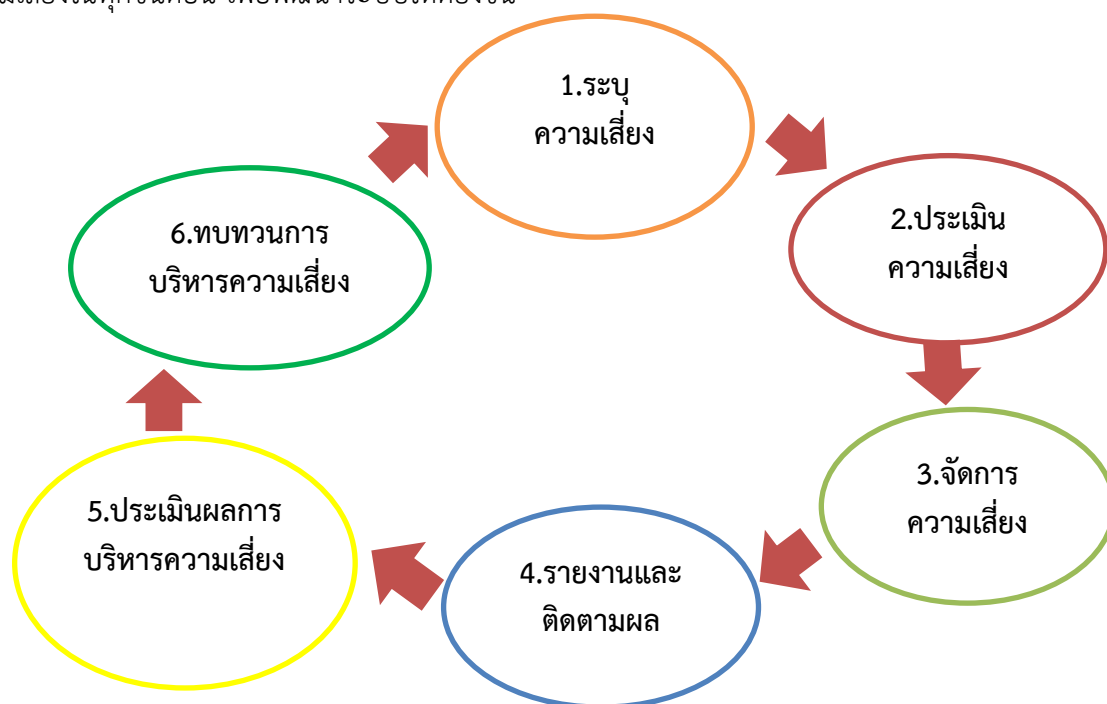 1.ระบุ
ความเสี่ยง
2.ประเมิน
ความเสี่ยง
3.จัดการ
ความเสี่ยง
4.รายงานและ
ติดตามผล
5.ประเมินผลการ
บริหารความเสี่ยง
6.ทบทวนการ
บริหารความเสี่ยง